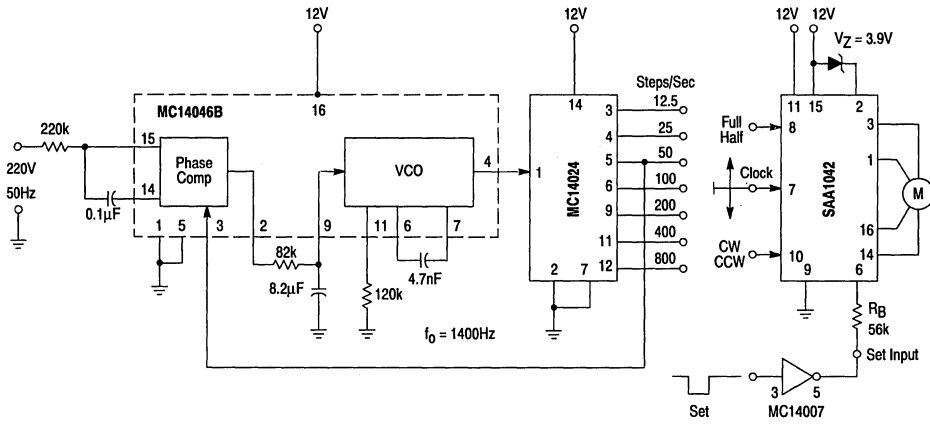 12V
12V
12V
12V
V_Z = 3.9V
MC14046B
16
220k
15
Phase
Comp
14
220V
50Hz
0.1µF
VCO
4
1
5
3
2
9
11
6
7
82k
8.2µF
120k
4.7nF
f_o = 1400Hz
14
MC14024
1
2
7
Steps/Sec
3
12.5
4
25
5
50
6
100
9
200
11
400
12
800
11
15
2
Full
Half
8
Clock
7
CW
CCW
10
9
SAA1042
3
1
16
14
6
M
R_B
56k
Set Input
Set
3
5
MC14007